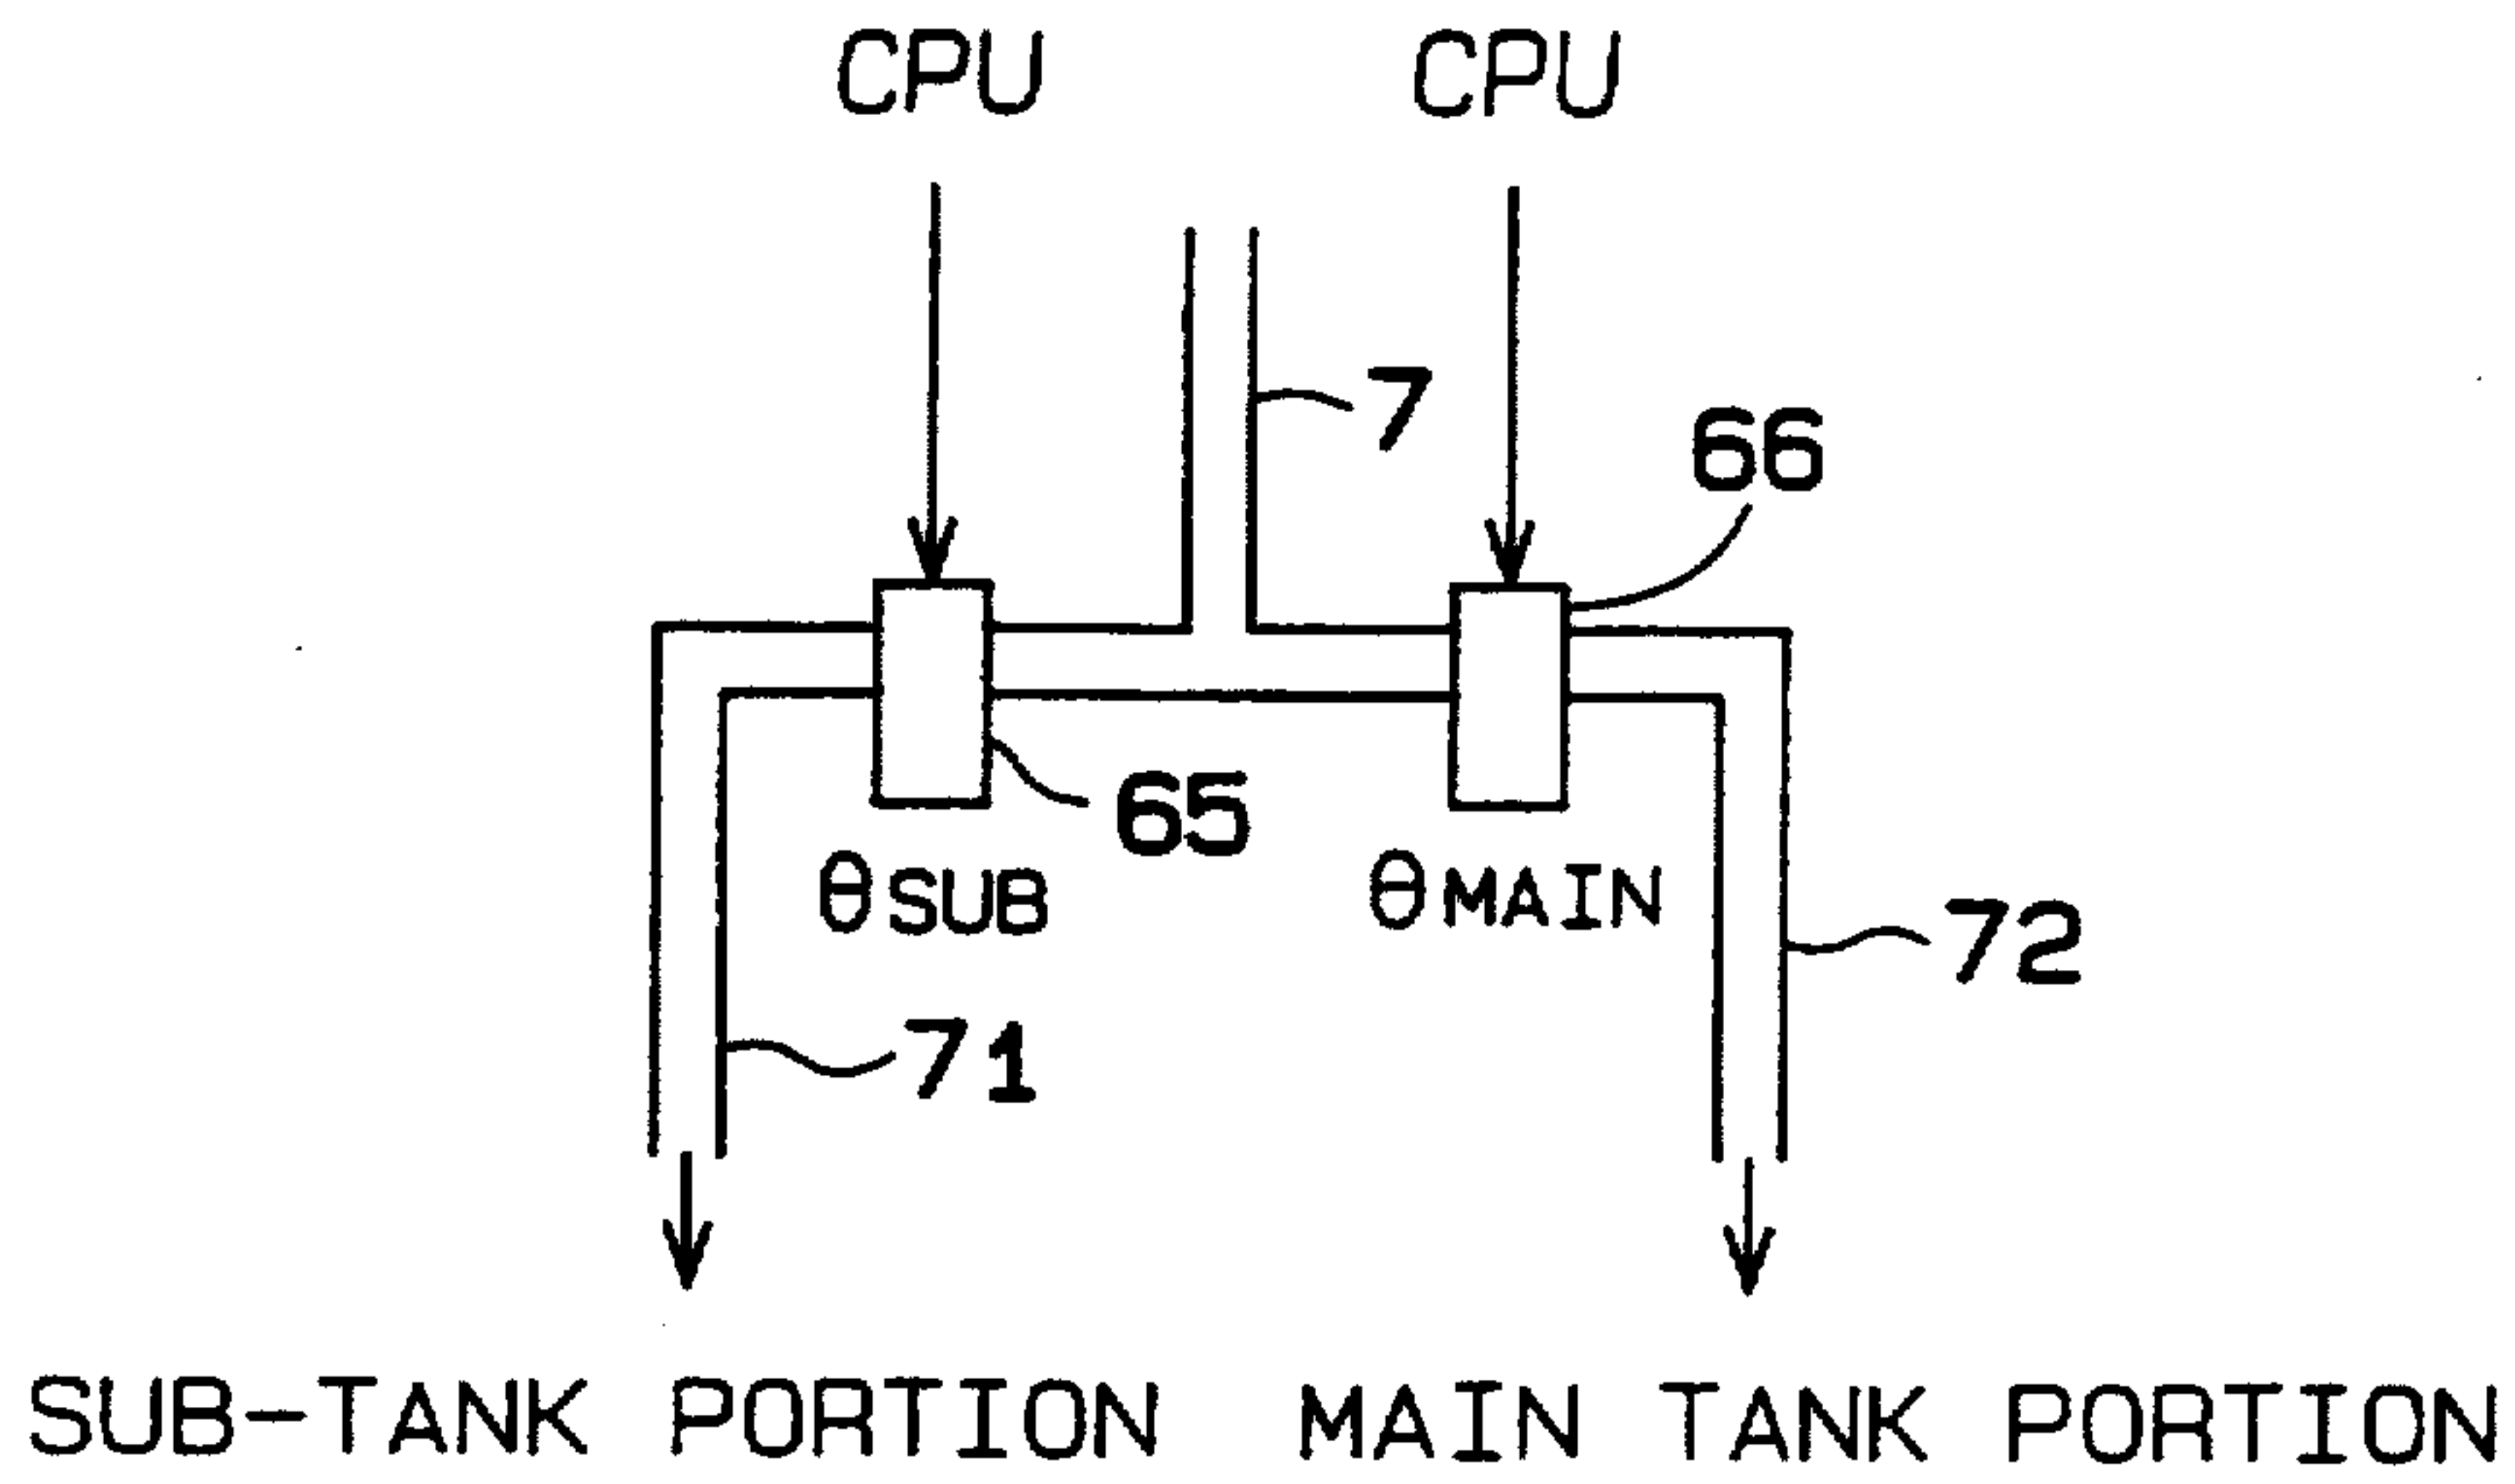 CPU CPU
7
66
65
θSUB θMAIN
72
71
SUB-TANK PORTION MAIN TANK PORTION